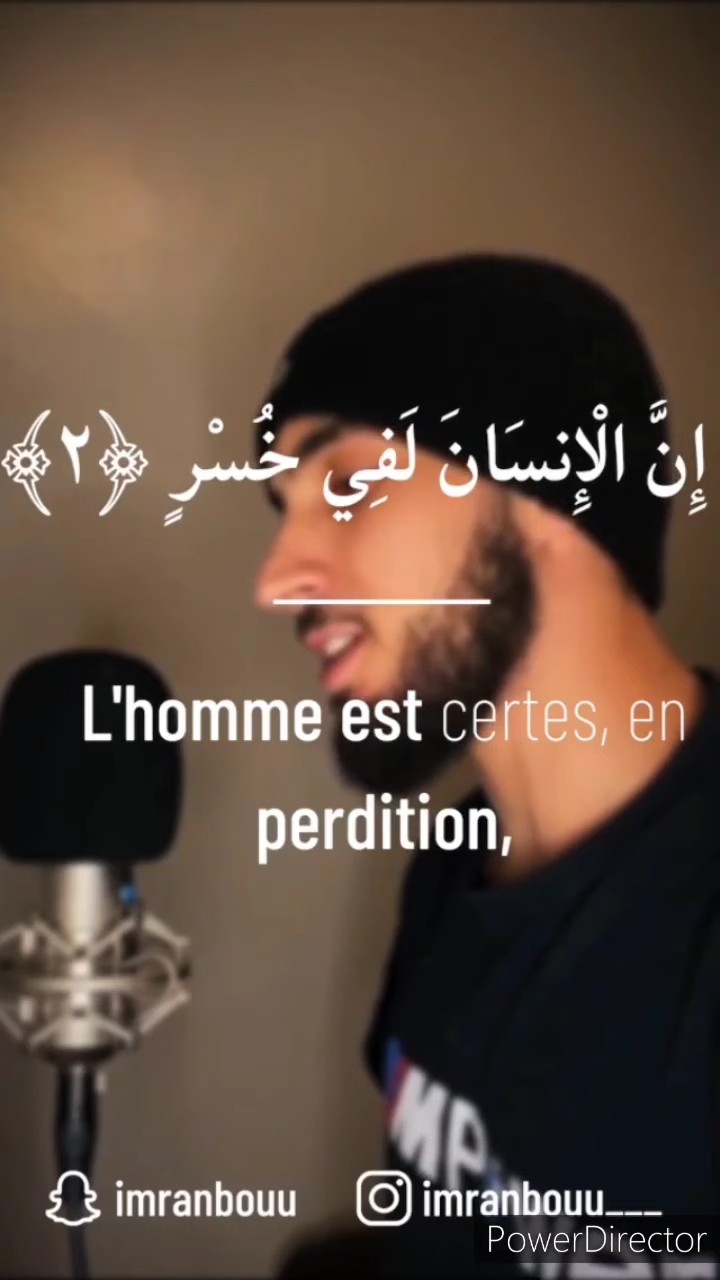 إِنَّ الْإِنسَانَ لَفِي خُسْرٍ ﴿٢﴾
L'homme est certes, en
perdition,
imranbouu
imranbouu___
PowerDirector